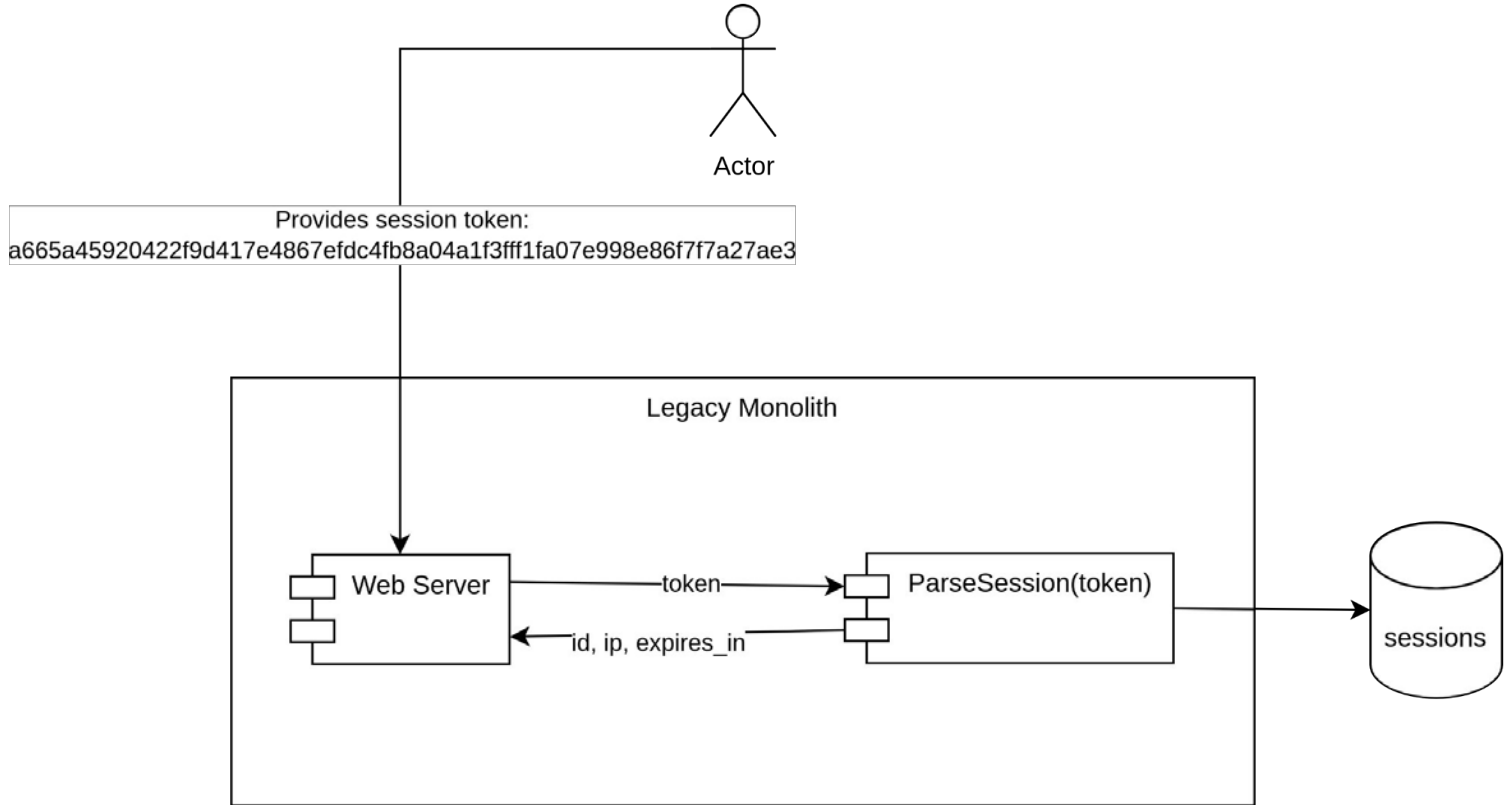 Actor
Provides session token:
a665a45920422f9d417e4867efdc4fb8a04a1f3fff1fa07e998e86f7f7a27ae3
Legacy Monolith
Web Server
token
ParseSession(token)
id, ip, expires_in
sessions